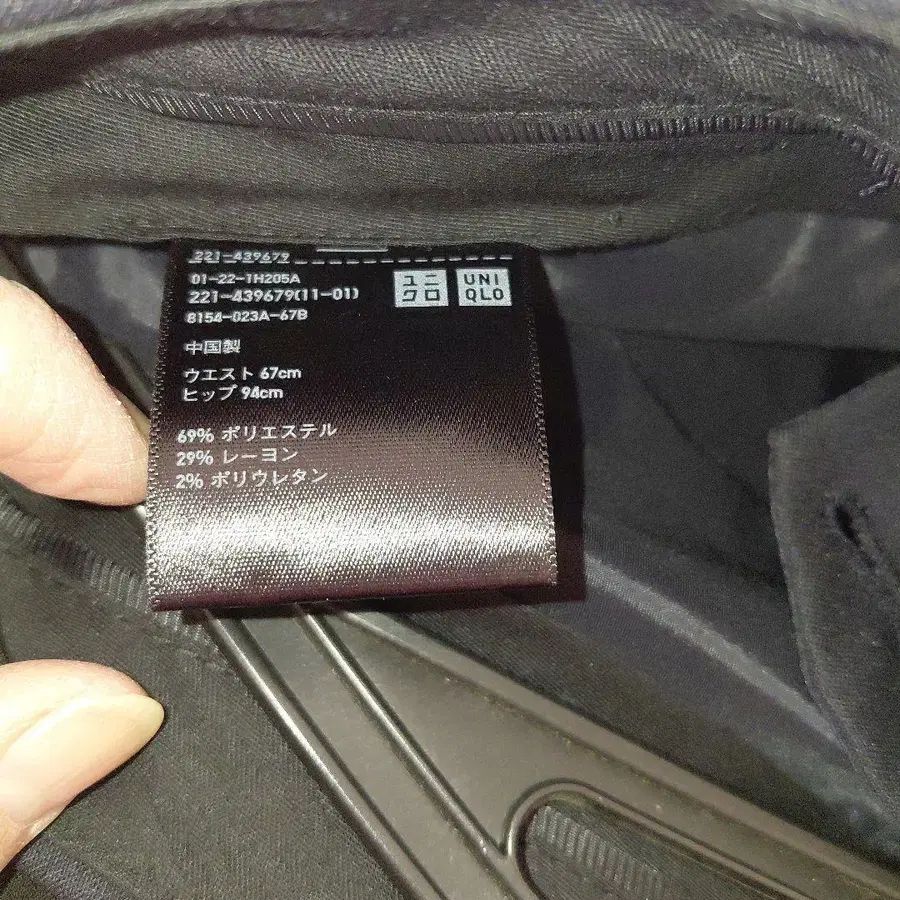 221-439679
01-22-1H205A
221-439679(11-01)
8154-023A-67B
ユニ
クロ
UNI
QLO
中国製
ウエスト 67cm
ヒップ 94cm
69% ポリエステル
29% レーヨン
2% ポリウレタン